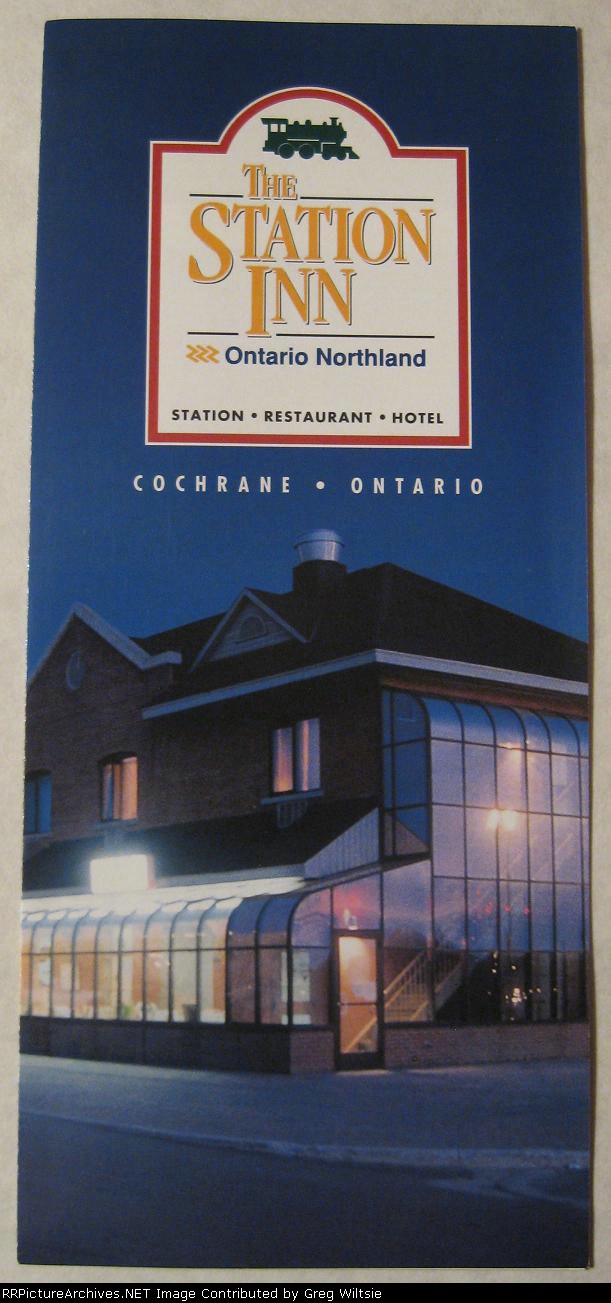 THE
STATION
INN
Ontario Northland
STATION • RESTAURANT • HOTEL
COCHRANE • ONTARIO
RRPictureArchives.NET Image Contributed by Greg Wiltsie